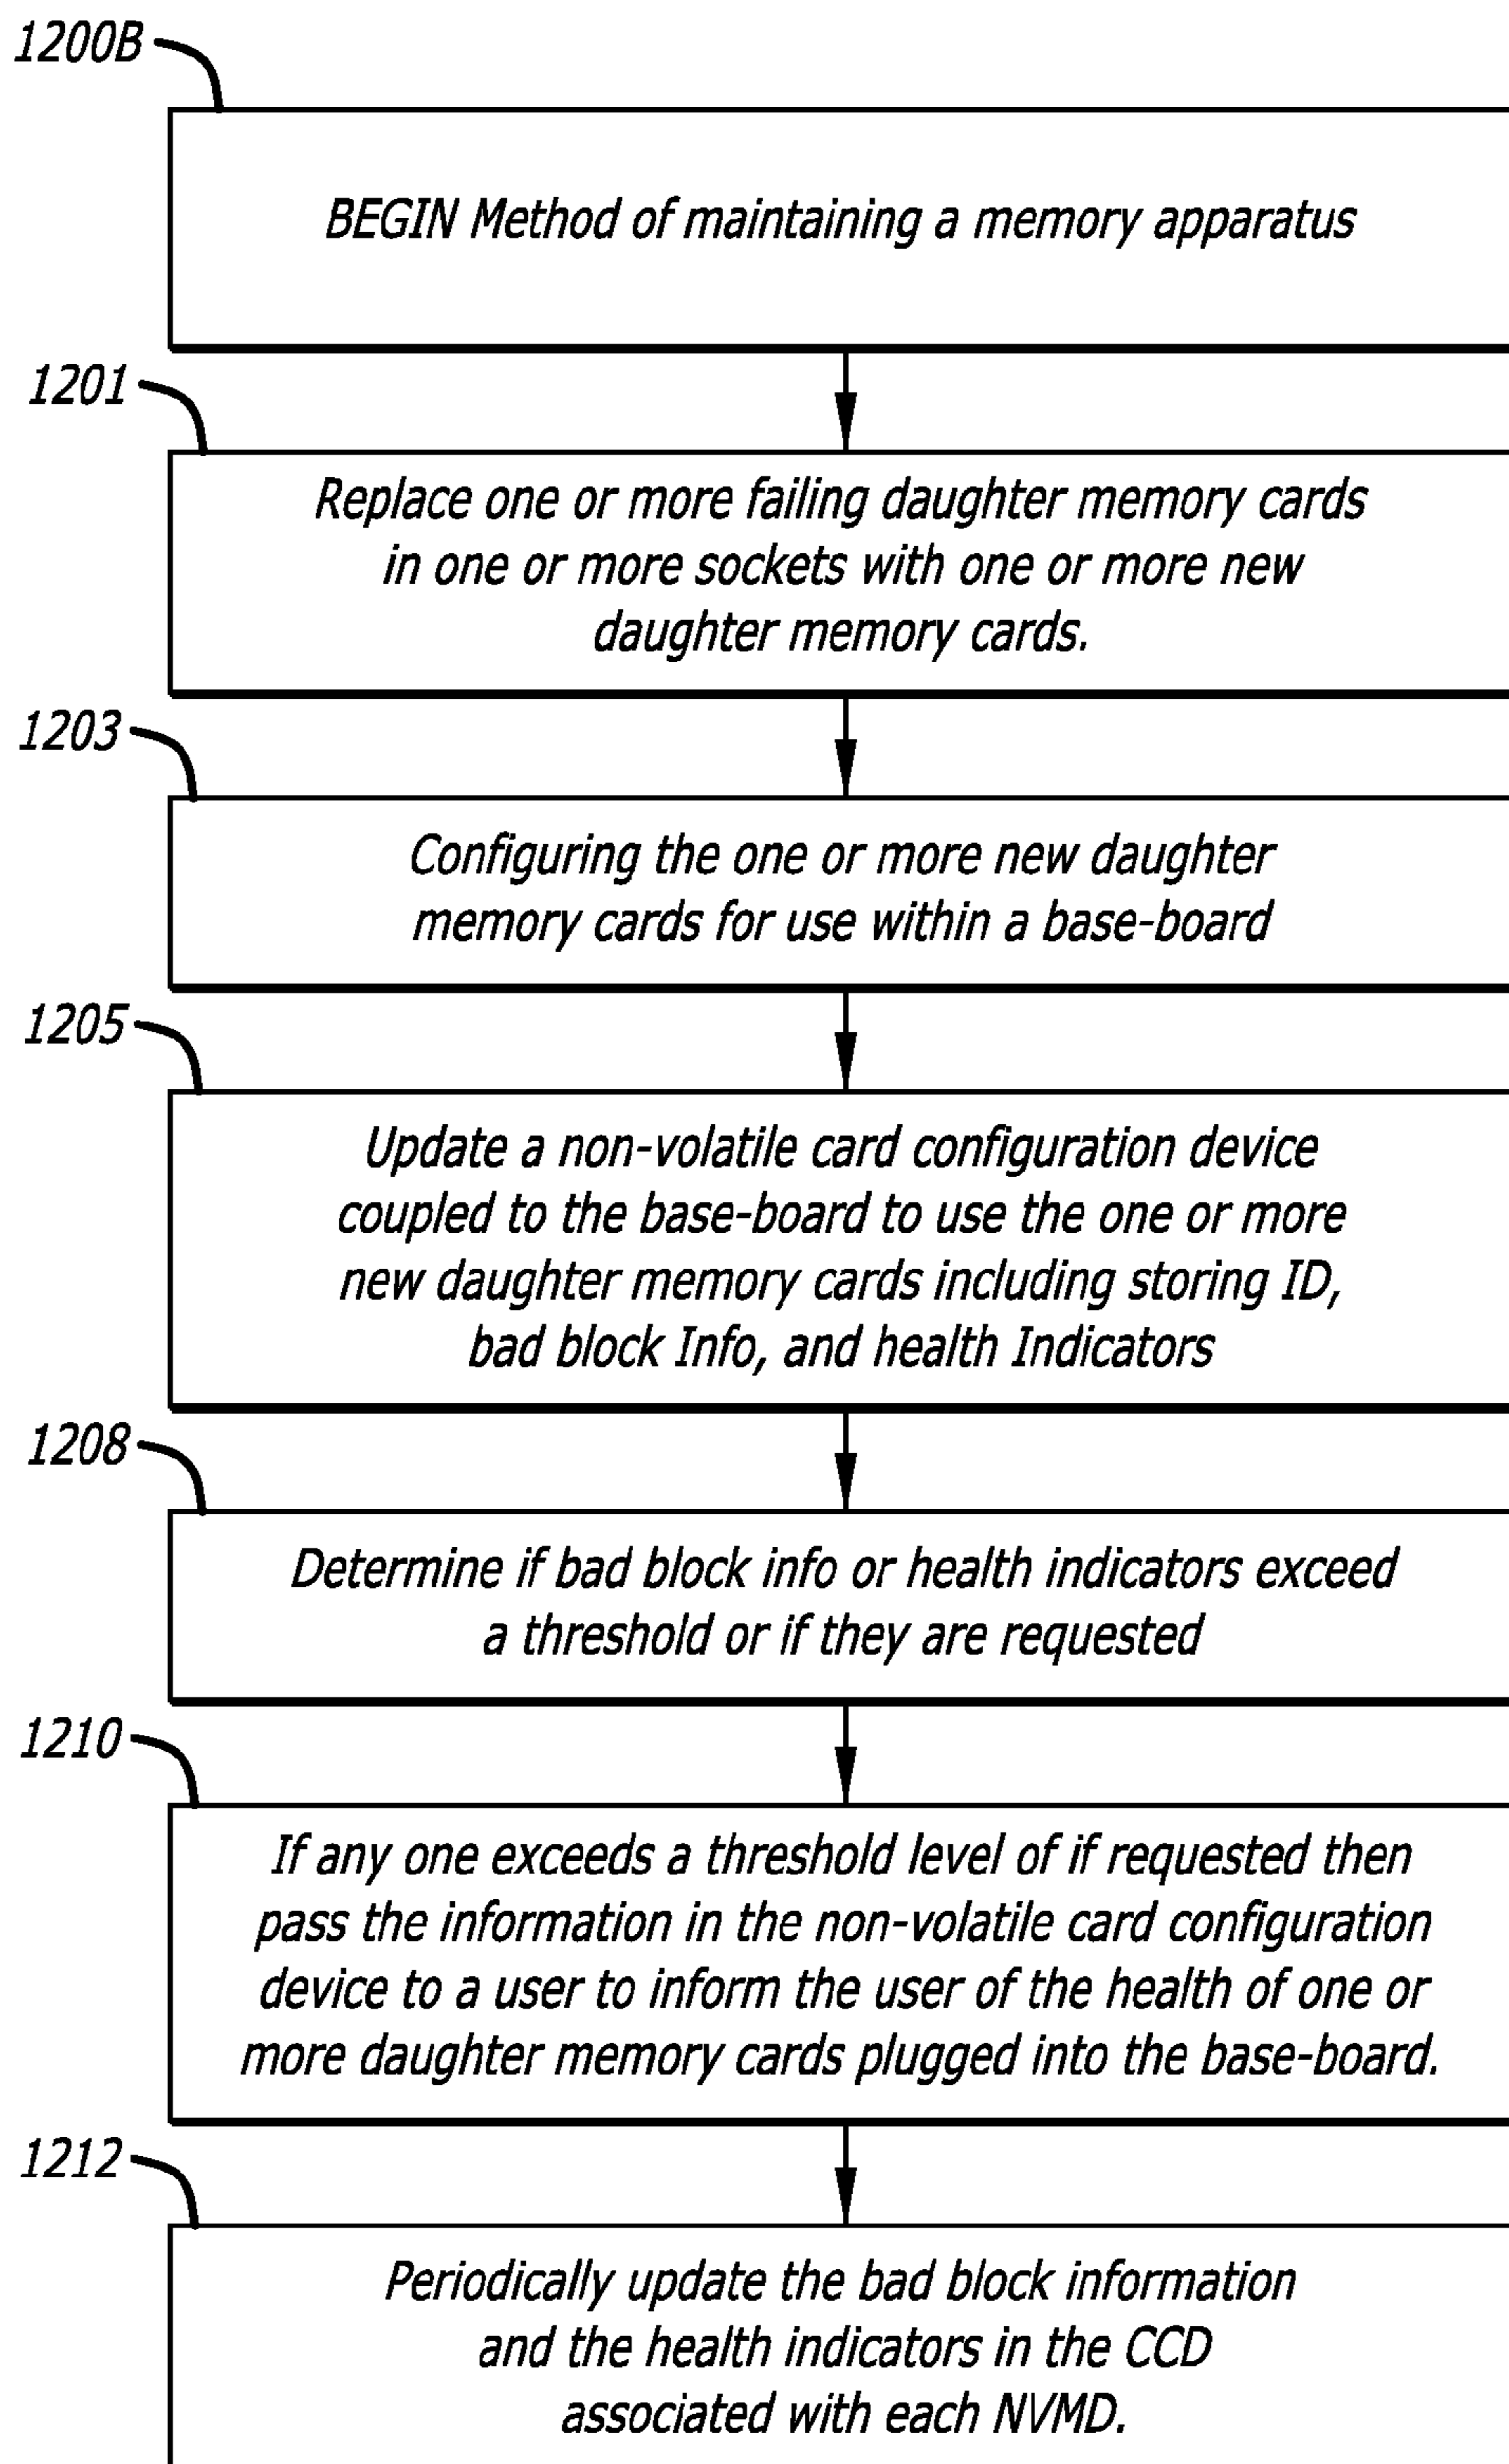 1200B
BEGIN Method of maintaining a memory apparatus
1201
Replace one or more failing daughter memory cards
in one or more sockets with one or more new
daughter memory cards.
1203
Configuring the one or more new daughter
memory cards for use within a base-board
1205
Update a non-volatile card configuration device
coupled to the base-board to use the one or more
new daughter memory cards including storing ID,
bad block Info, and health Indicators
1208
Determine if bad block info or health indicators exceed
a threshold or if they are requested
1210
If any one exceeds a threshold level of if requested then
pass the information in the non-volatile card configuration
device to a user to inform the user of the health of one or
more daughter memory cards plugged into the base-board.
1212
Periodically update the bad block information
and the health indicators in the CCD
associated with each NVMD.